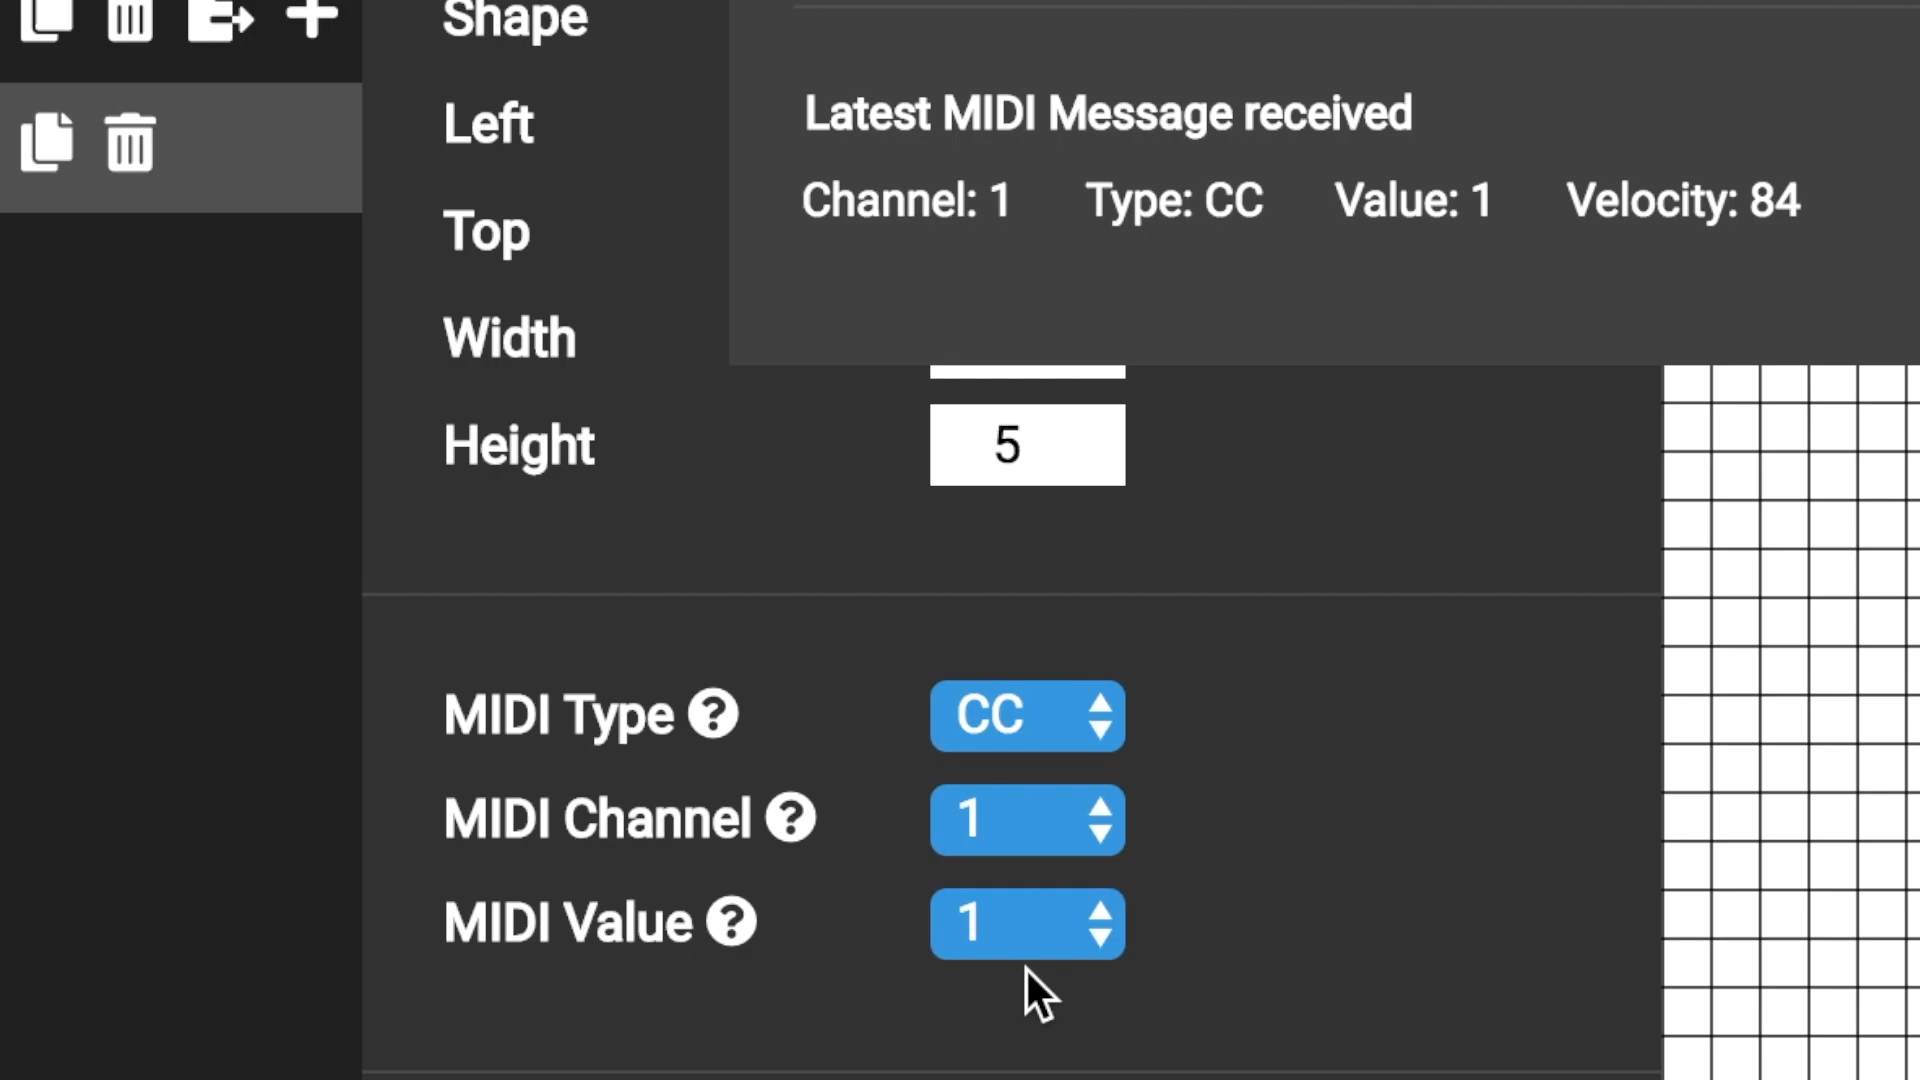 Shape
Left
Top
Width
Height 5
Latest MIDI Message received
Channel: 1 Type: CC Value: 1 Velocity: 84
MIDI Type ? CC
MIDI Channel ? 1
MIDI Value ? 1